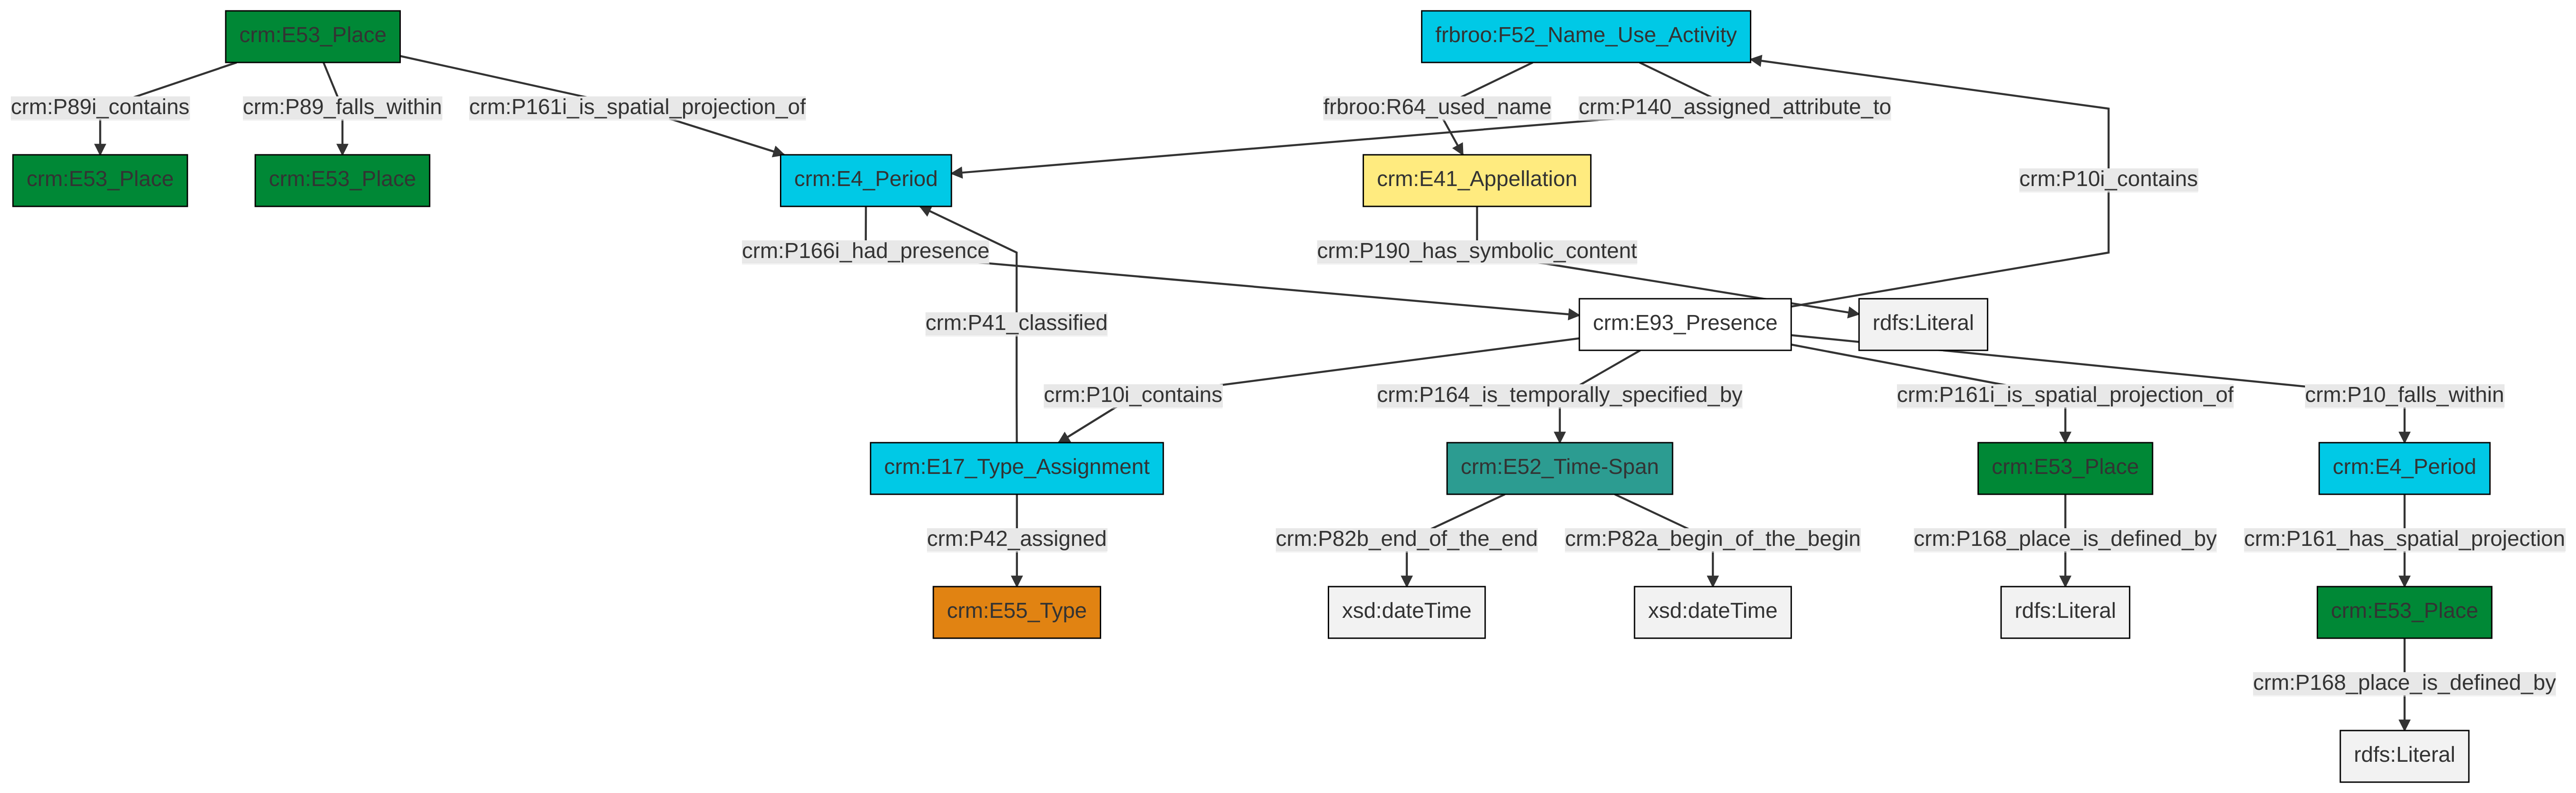 crm:E53_Place
frbroo:F52_Name_Use_Activity
crm:P89i_contains
crm:P89_falls_within
crm:P161i_is_spatial_projection_of
frbroo:R64_used_name
crm:P140_assigned_attribute_to
crm:E53_Place
crm:E53_Place
crm:E4_Period
crm:E41_Appellation
crm:P10i_contains
crm:P166i_had_presence
crm:P190_has_symbolic_content
crm:P41_classified
crm:E93_Presence
rdfs:Literal
crm:P10i_contains
crm:P164_is_temporally_specified_by
crm:P161i_is_spatial_projection_of
crm:P10_falls_within
crm:E17_Type_Assignment
crm:E52_Time-Span
crm:E53_Place
crm:E4_Period
crm:P42_assigned
crm:P82b_end_of_the_end
crm:P82a_begin_of_the_begin
crm:P168_place_is_defined_by
crm:P161_has_spatial_projection
crm:E55_Type
xsd:dateTime
xsd:dateTime
rdfs:Literal
crm:E53_Place
crm:P168_place_is_defined_by
rdfs:Literal